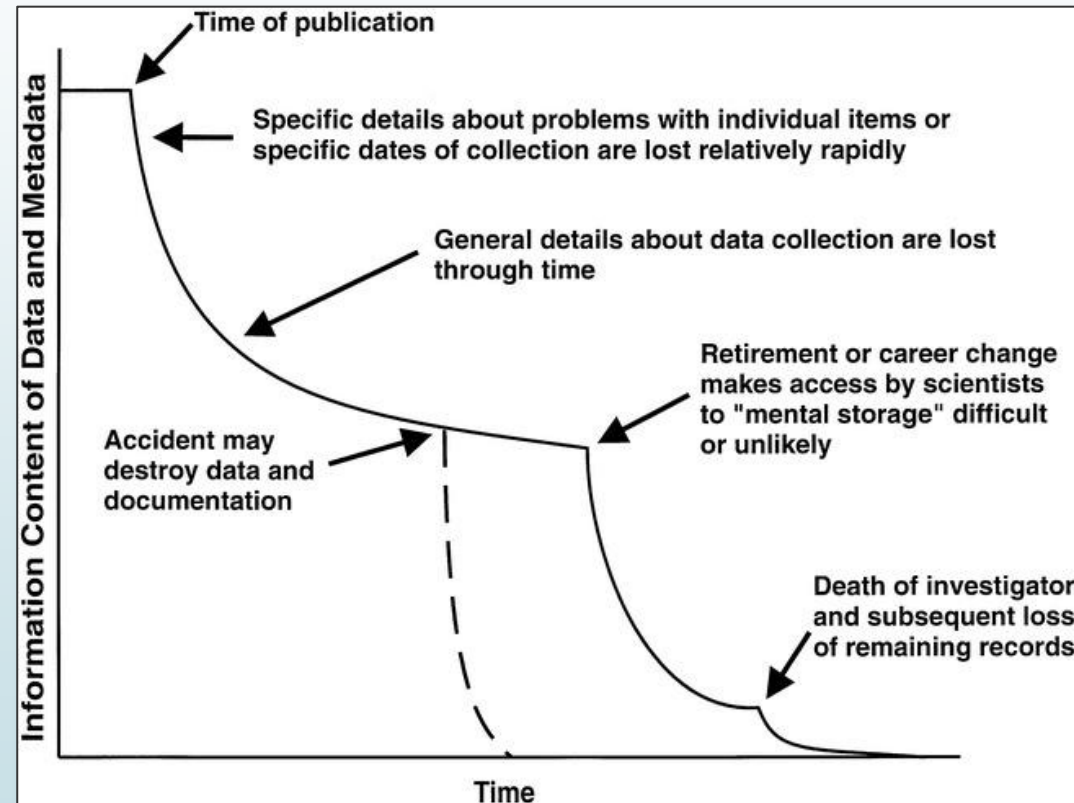 Time of publication
Specific details about problems with individual items or
specific dates of collection are lost relatively rapidly
General details about data collection are lost
through time
Retirement or career change
makes access by scientists
to "mental storage" difficult
or unlikely
Accident may
destroy data and
documentation
Death of investigator
and subsequent loss
of remaining records
Information Content of Data and Metadata
Time